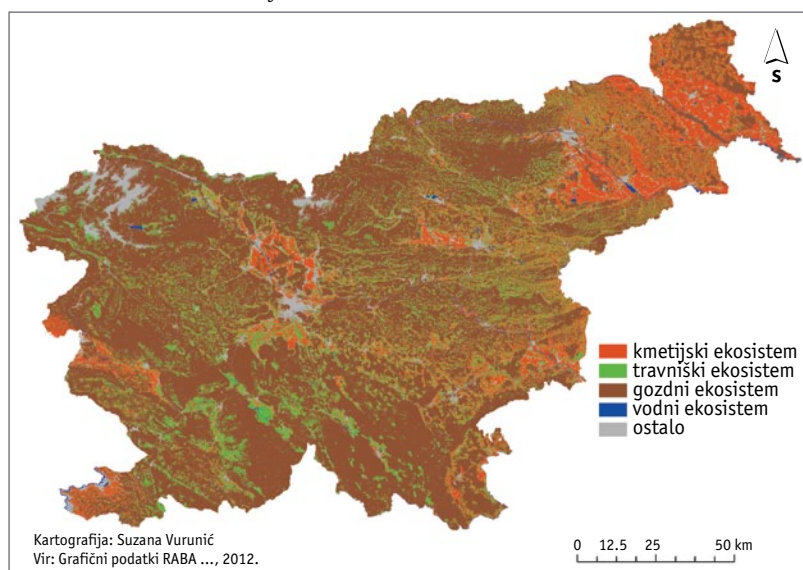 S
kmetijski ekosistem
travniški ekosistem
gozdni ekosistem
vodni ekosistem
ostalo
Kartografija: Suzana Vurunić
Vir: Grafični podatki RABA ..., 2012.
0 12.5 25 50 km